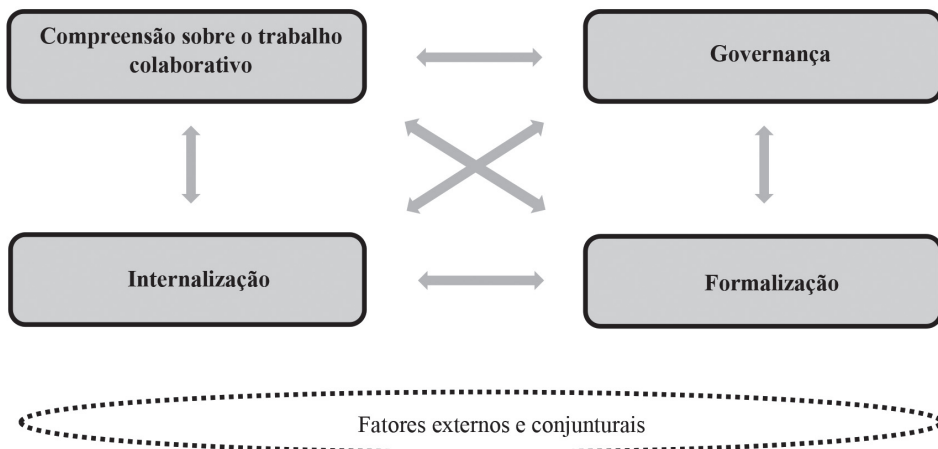 Compreensão sobre o trabalho
colaborativo
Governança
Internalização
Formalização
Fatores externos e conjunturais